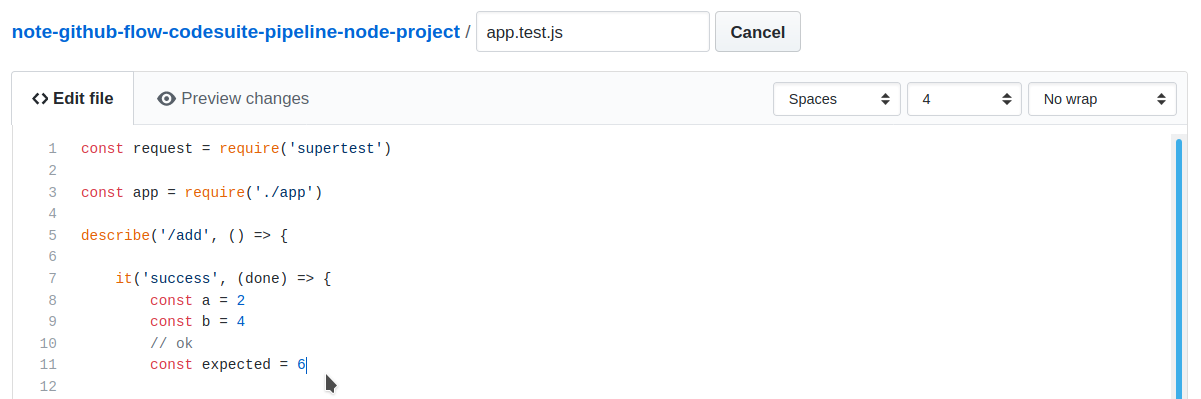 note-github-flow-codesuite-pipeline-node-project / app.test.js Cancel
<> Edit file Preview changes Spaces 4 No wrap
1 const request = require('supertest')
2
3 const app = require('./app')
4
5 describe('/add', () => {
6
7 it('success', (done) => {
8 const a = 2
9 const b = 4
10 // ok
11 const expected = 6
12